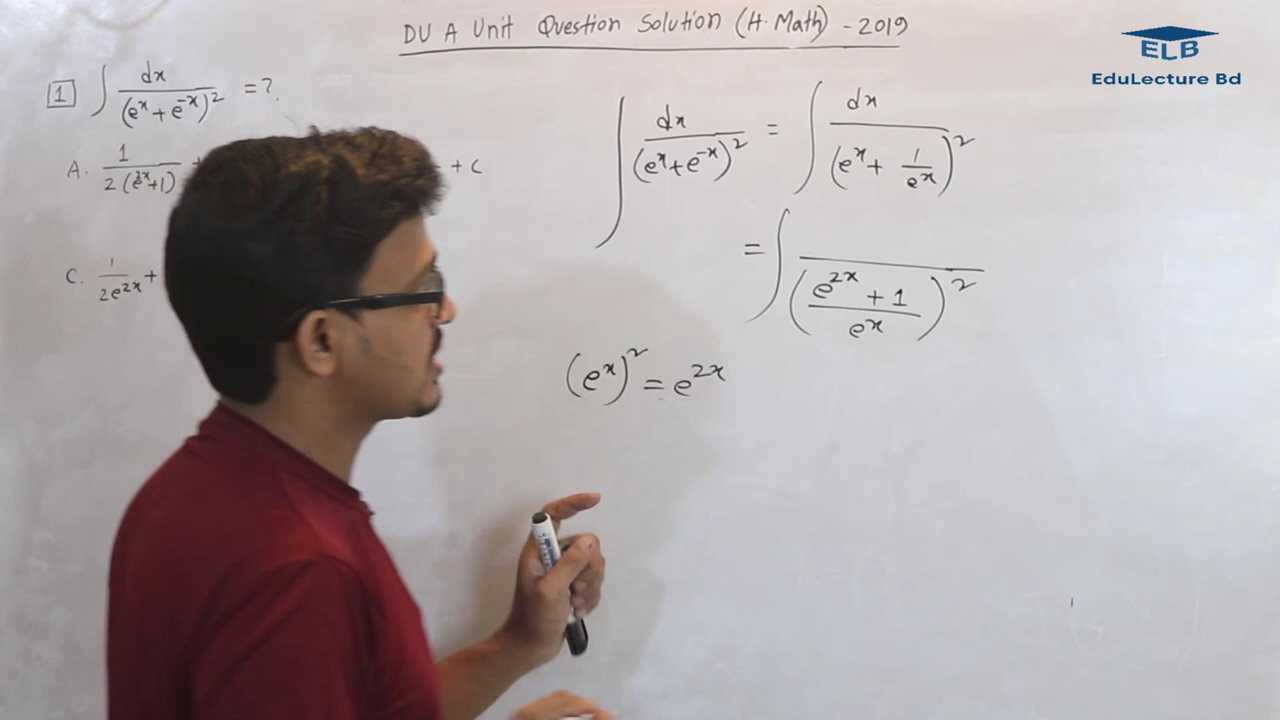 DU A Unit Question Solution (H. Math) - 2019
ELB
EduLecture Bd
1 ∫ dx / (eˣ + e⁻ˣ)² = ?
A. 1 / 2(e²ˣ+1) + c
C. 1 / 2e²ˣ +
∫ dx / (eˣ+e⁻ˣ)² = ∫ dx / (eˣ + 1/eˣ)²
= ∫ / ((e²ˣ + 1) / eˣ)²
(eˣ)² = e²ˣ